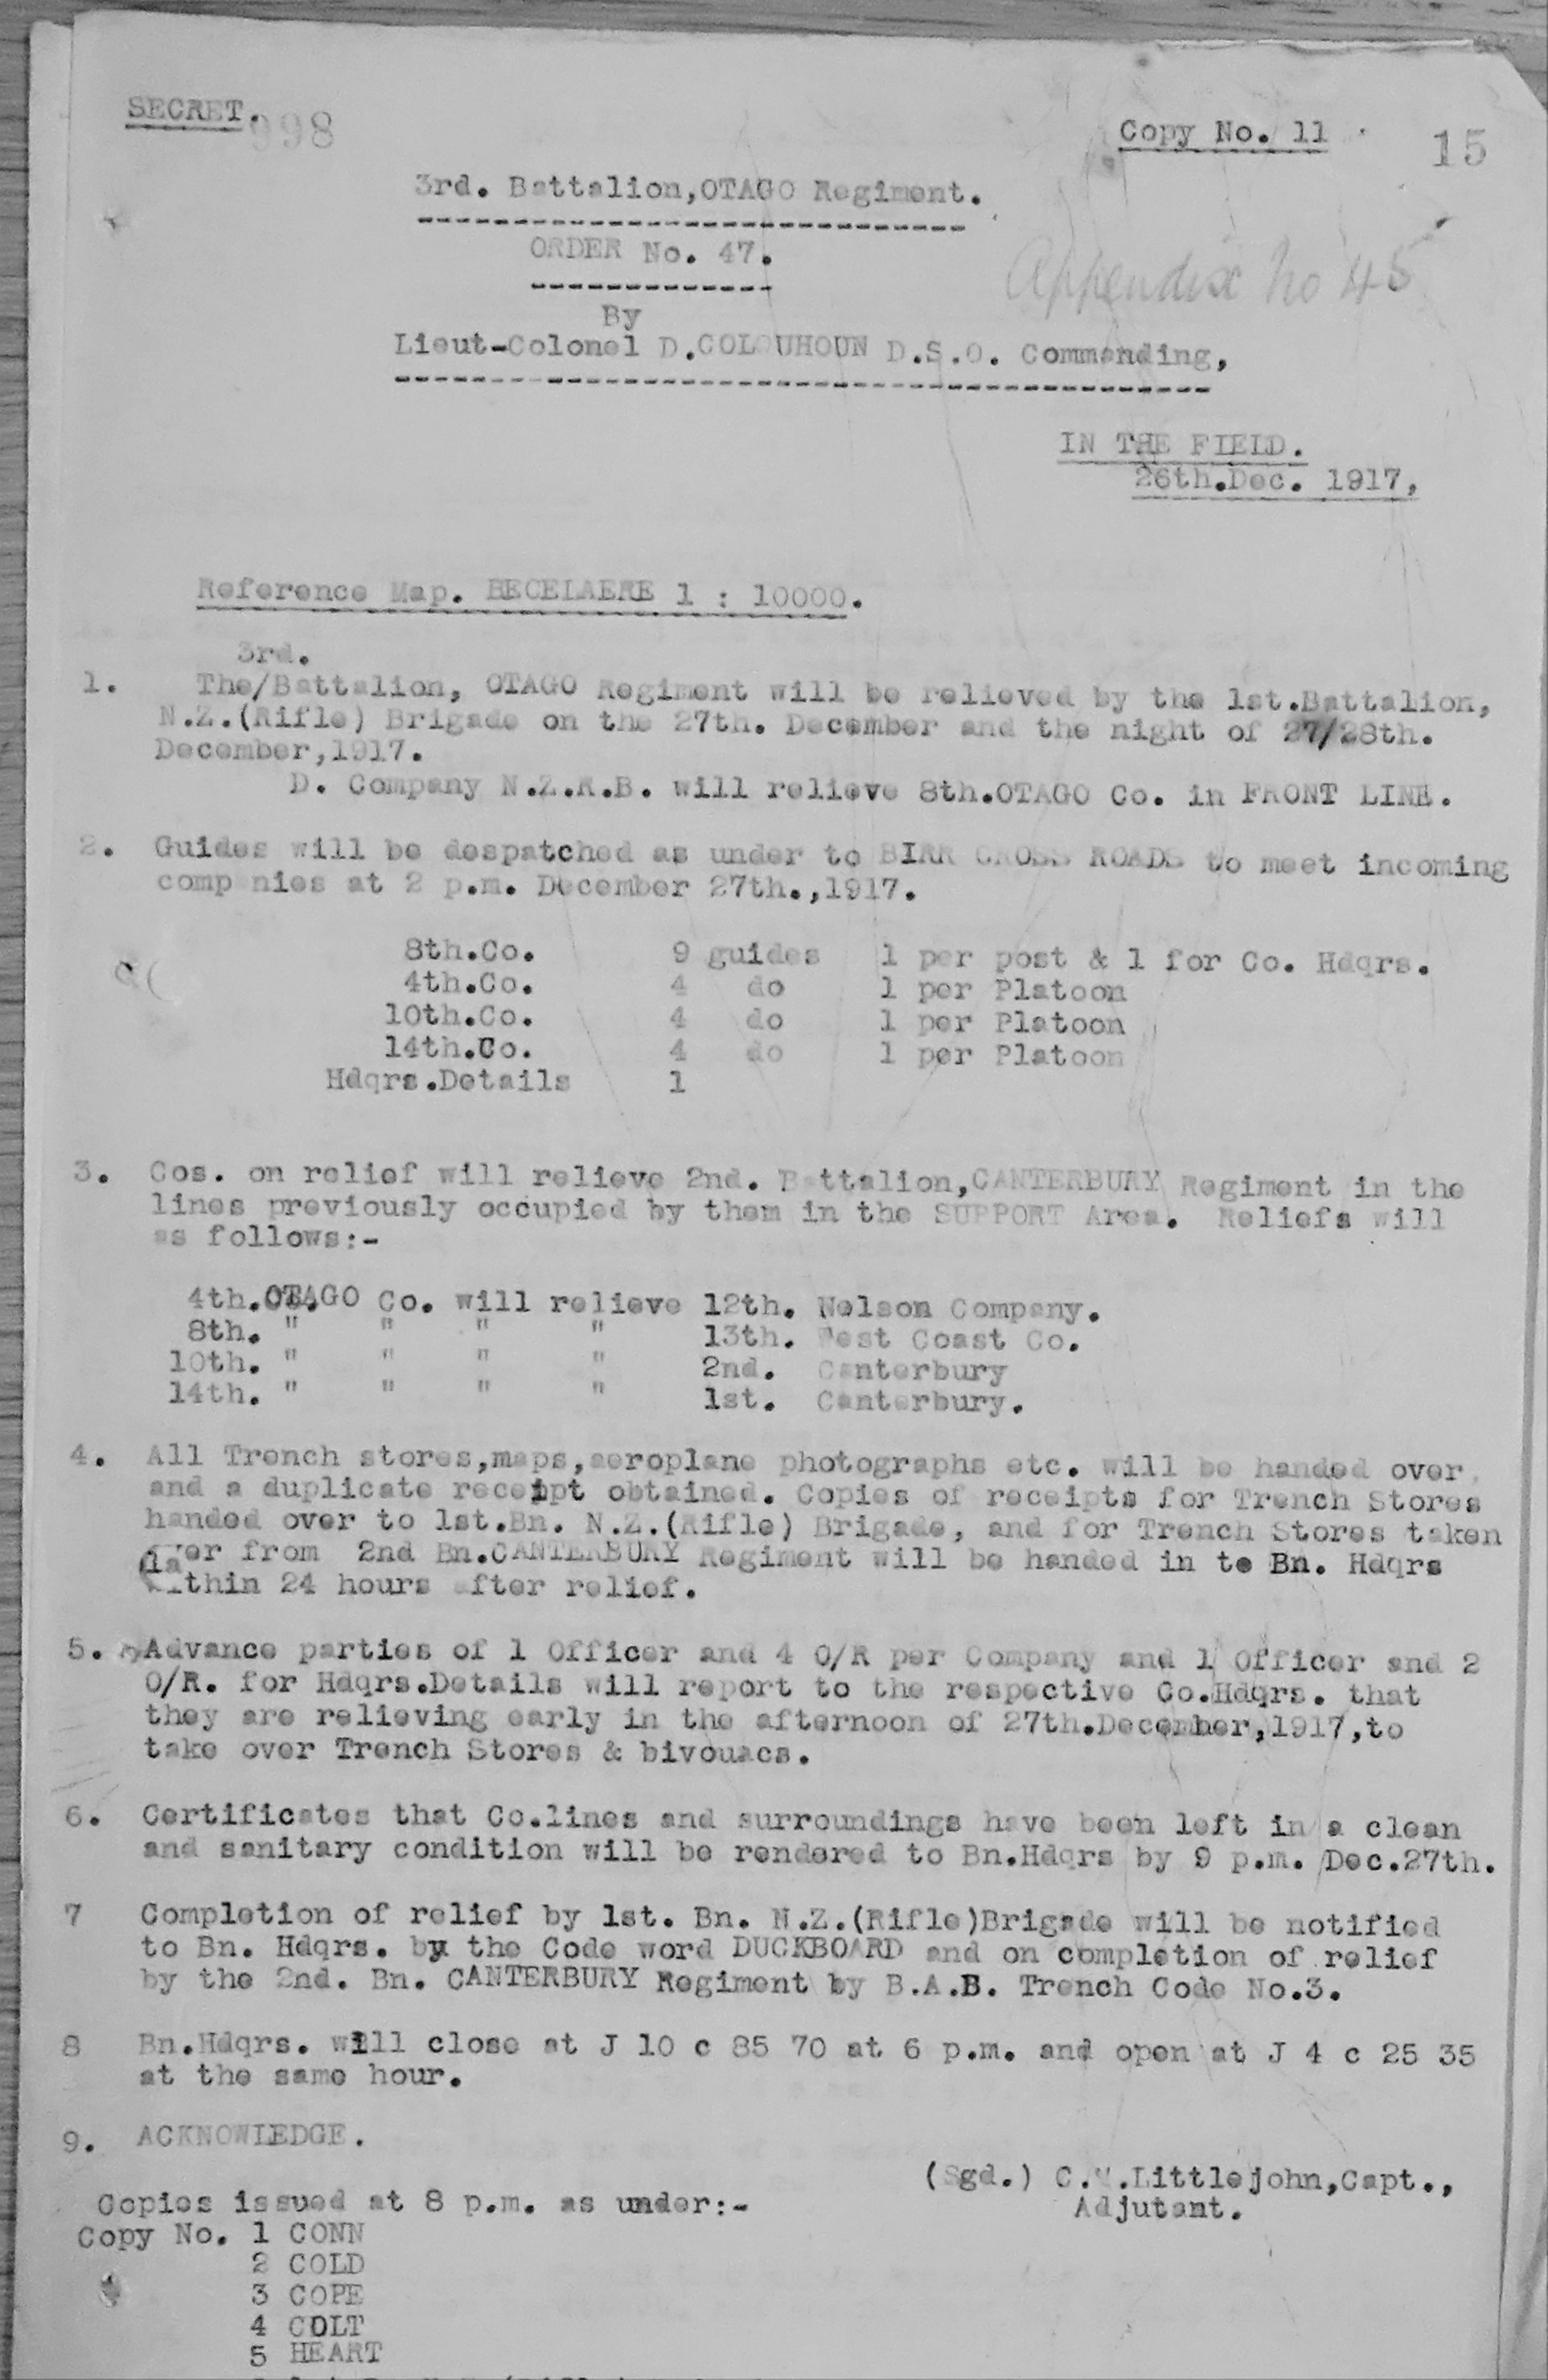 SECRET. 998
Copy No. 11
15
3rd. Battalion,OTAGO Regiment.
ORDER No. 47.
Appendix No 45
By
Lieut-Colonel D.COLQUHOUN D.S.O. Commanding,
IN THE FIELD.
26th.Dec. 1917,
Reference Map. BECELAERE 1 : 10000.
3rd.
1. The/Battalion, OTAGO Regiment will be relieved by the 1st.Battalion,
N.Z.(Rifle) Brigade on the 27th. December and the night of 27/28th.
December,1917.
D. Company N.Z.R.B. will relieve 8th.OTAGO Co. in FRONT LINE.
2. Guides will be despatched as under to BIRR CROSS ROADS to meet incoming
companies at 2 p.m. December 27th.,1917.
8th.Co. 9 guides 1 per post & 1 for Co. Hdqrs.
4th.Co. 4 do 1 per Platoon
10th.Co. 4 do 1 per Platoon
14th.Co. 4 do 1 per Platoon
Hdqrs.Details 1
3. Cos. on relief will relieve 2nd. Battalion,CANTERBURY Regiment in the
lines previously occupied by them in the SUPPORT Area. Reliefs will
as follows:-
4th.OTAGO Co. will relieve 12th. Nelson Company.
8th. " " " " 13th. West Coast Co.
10th. " " " " 2nd. Canterbury
14th. " " " " 1st. Canterbury.
4. All Trench stores,maps,aeroplane photographs etc. will be handed over
and a duplicate receipt obtained. Copies of receipts for Trench Stores
handed over to 1st.Bn. N.Z.(Rifle) Brigade, and for Trench Stores taken
over from 2nd Bn.CANTERBURY Regiment will be handed in to Bn. Hdqrs
within 24 hours after relief.
5. Advance parties of 1 Officer and 4 O/R per Company and 1 Officer and 2
O/R. for Hdqrs.Details will report to the respective Co.Hdqrs. that
they are relieving early in the afternoon of 27th.December,1917,to
take over Trench Stores & bivouacs.
6. Certificates that Co.lines and surroundings have been left in a clean
and sanitary condition will be rendered to Bn.Hdqrs by 9 p.m. Dec.27th.
7 Completion of relief by 1st. Bn. N.Z.(Rifle)Brigade will be notified
to Bn. Hdqrs. by the Code word DUCKBOARD and on completion of relief
by the 2nd. Bn. CANTERBURY Regiment by B.A.B. Trench Code No.3.
8 Bn.Hdqrs. will close at J 10 c 85 70 at 6 p.m. and open at J 4 c 25 35
at the same hour.
9. ACKNOWLEDGE.
(Sgd.) C. .Littlejohn,Capt.,
Adjutant.
Copies issued at 8 p.m. as under:-
Copy No. 1 CONN
2 COLD
3 COPE
4 COLT
5 HEART